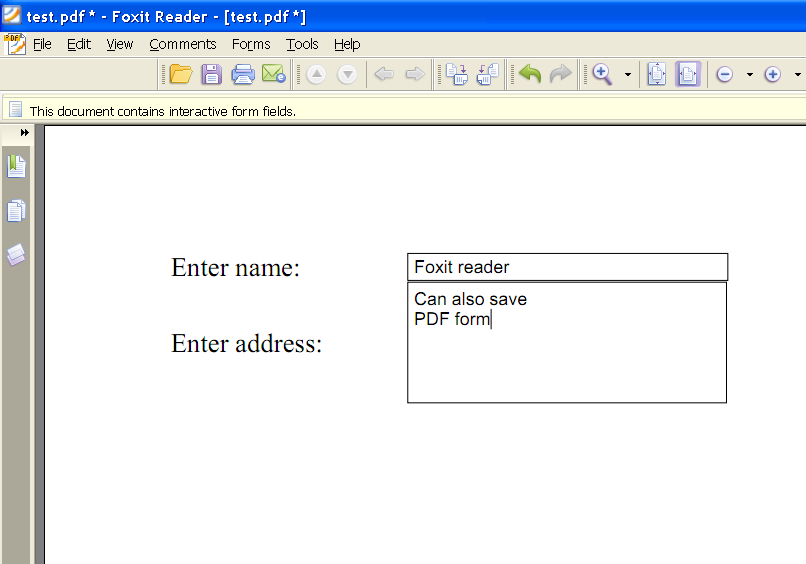 test.pdf * - Foxit Reader - [test.pdf *]
PDF File Edit View Comments Forms Tools Help
This document contains interactive form fields.
Enter name: Foxit reader
Can also save
PDF form
Enter address: